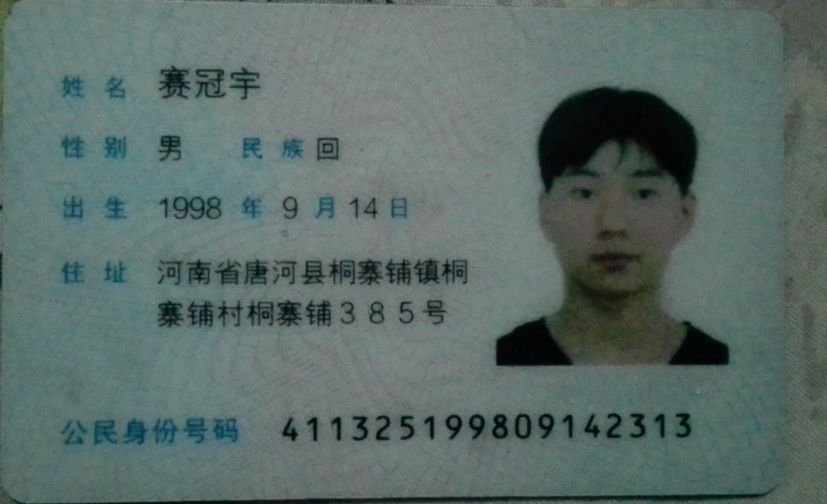 姓名 赛冠宇
性别 男 民族 回
出生 1998 年 9 月 14 日
住址 河南省唐河县桐寨铺镇桐
寨铺村桐寨铺３８５号
公民身份号码 411325199809142313